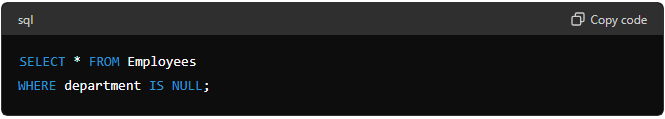 sql
Copy code
SELECT * FROM Employees
WHERE department IS NULL;